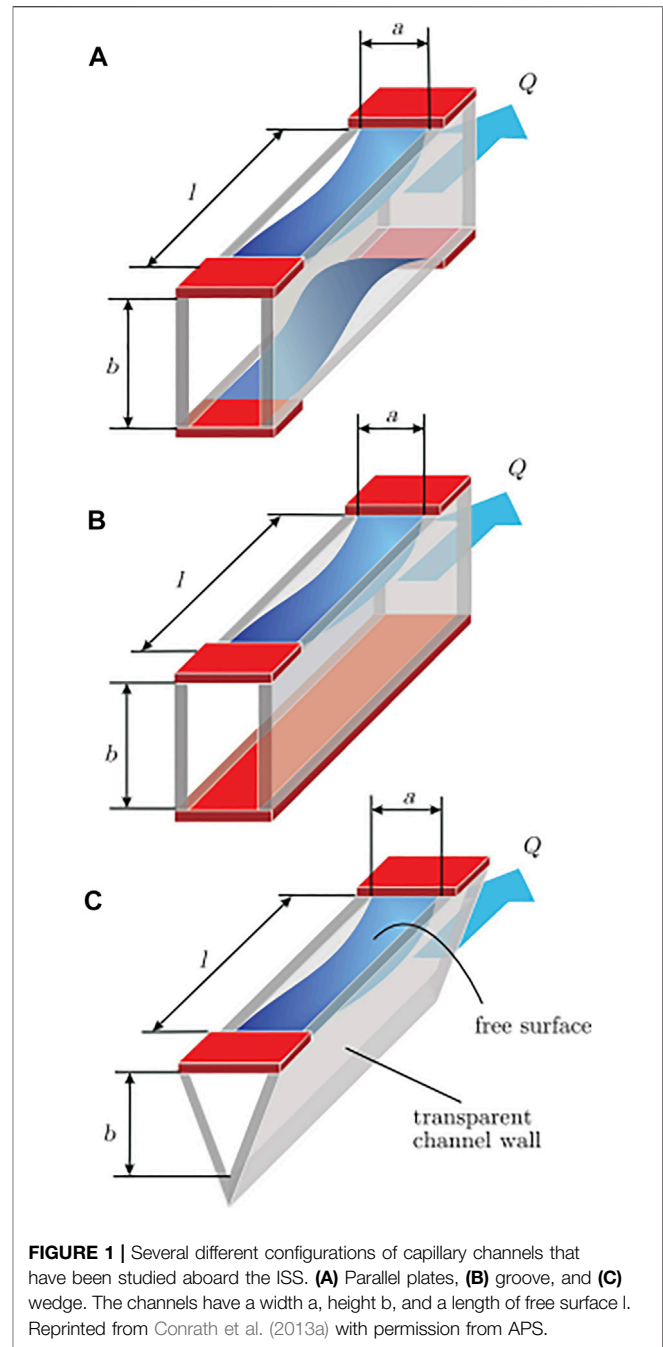 a
A
Q
l
b
a
B
Q
l
b
a
C
Q
l
free surface
b
transparent
channel wall
FIGURE 1 | Several different configurations of capillary channels that
have been studied aboard the ISS. (A) Parallel plates, (B) groove, and (C)
wedge. The channels have a width a, height b, and a length of free surface l.
Reprinted from Conrath et al. (2013a) with permission from APS.